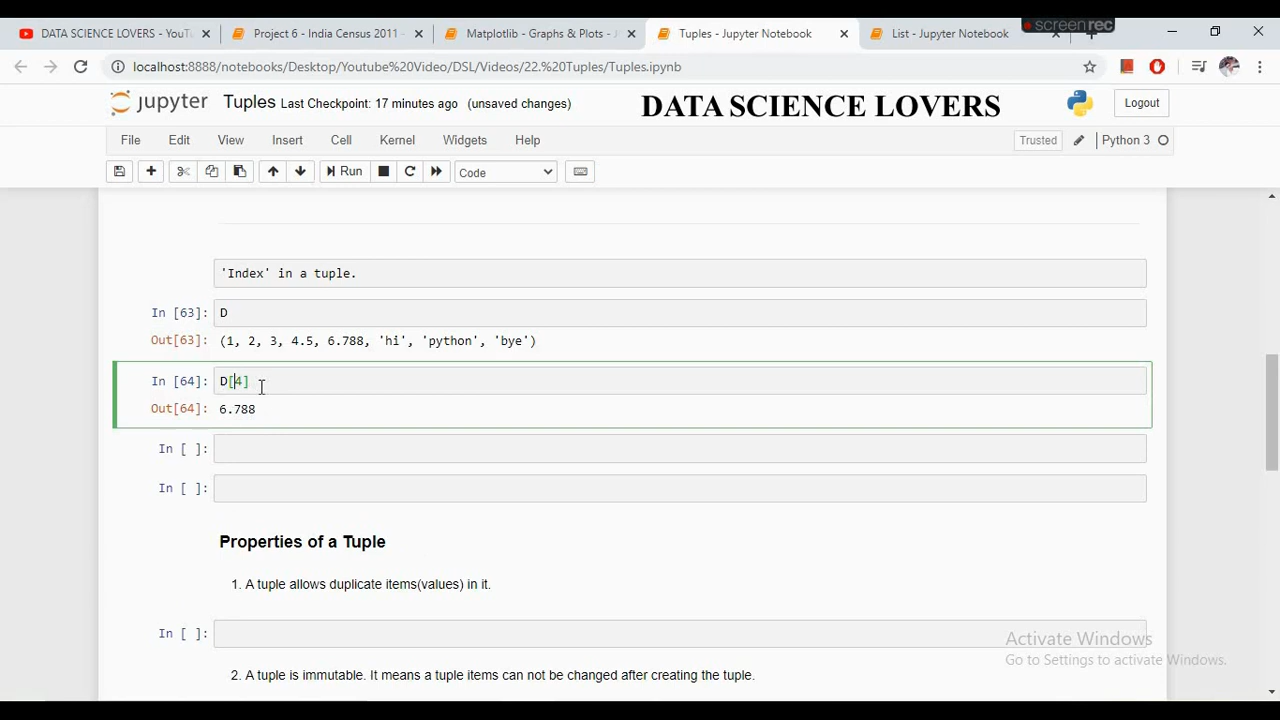 screenrec
DATA SCIENCE LOVERS - YouT
Project 6 - India Census 2011
Matplotlib - Graphs & Plots - J
Tuples - Jupyter Notebook
List - Jupyter Notebook
localhost:8888/notebooks/Desktop/Youtube%20Video/DSL/Videos/22.%20Tuples/Tuples.ipynb
jupyter Tuples Last Checkpoint: 17 minutes ago (unsaved changes)
DATA SCIENCE LOVERS
Logout
File Edit View Insert Cell Kernel Widgets Help
Trusted
Python 3
Run
Code
'Index' in a tuple.
In [63]: D
Out[63]: (1, 2, 3, 4.5, 6.788, 'hi', 'python', 'bye')
In [64]: D[4]
Out[64]: 6.788
In [ ]:
In [ ]:
Properties of a Tuple
1. A tuple allows duplicate items(values) in it.
In [ ]:
2. A tuple is immutable. It means a tuple items can not be changed after creating the tuple.
Activate Windows
Go to Settings to activate Windows.